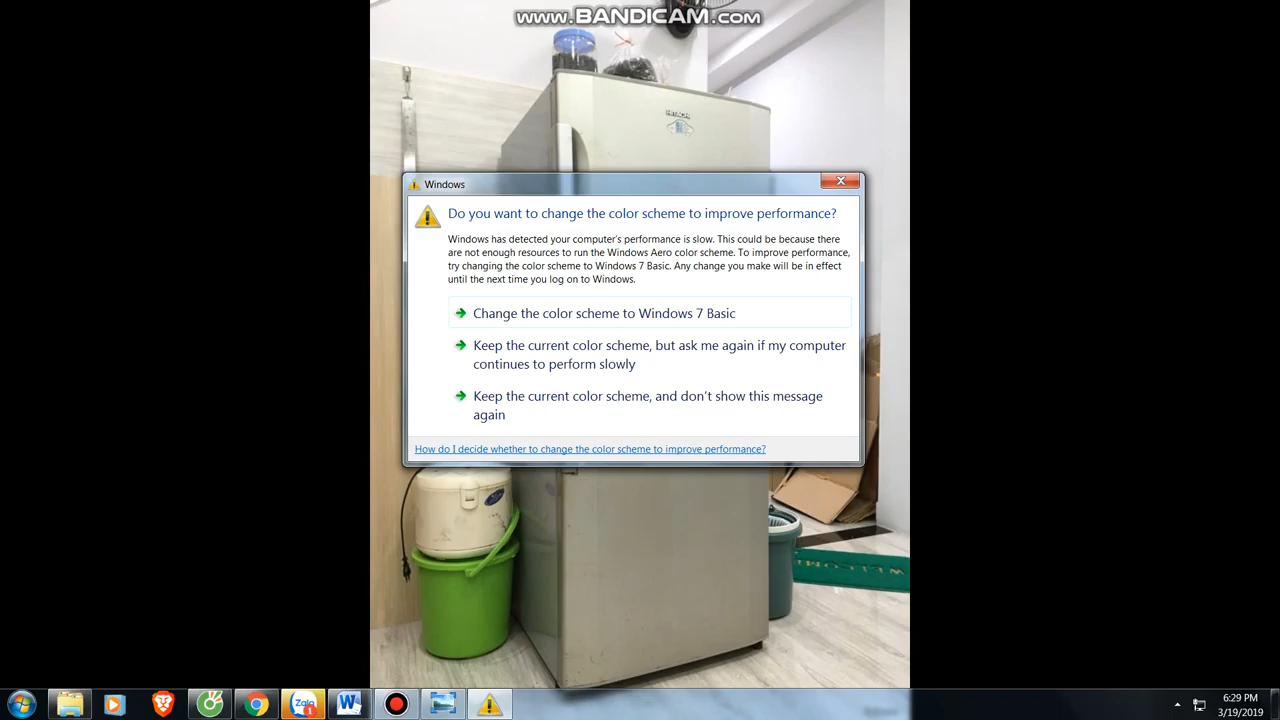 www.BANDICAM.com
HITACHI
Windows
Do you want to change the color scheme to improve performance?
Windows has detected your computer's performance is slow. This could be because there
are not enough resources to run the Windows Aero color scheme. To improve performance,
try changing the color scheme to Windows 7 Basic. Any change you make will be in effect
until the next time you log on to Windows.
Change the color scheme to Windows 7 Basic
Keep the current color scheme, but ask me again if my computer
continues to perform slowly
Keep the current color scheme, and don't show this message
again
How do I decide whether to change the color scheme to improve performance?
WELCOME
Zalo
1
W
6:29 PM
3/19/2019